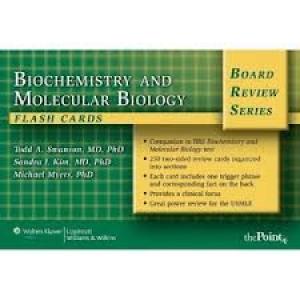 BIOCHEMISTRY AND
MOLECULAR BIOLOGY
FLASH CARDS
Todd A. Swanson, MD, PhD
Sandra I. Kim, MD, PhD
Michael Myers, PhD
BOARD
REVIEW
SERIES
• Companion to BRS Biochemistry and
Molecular Biology text
• 250 two-sided review cards organized
into sections
• Each card includes one trigger phrase
and corresponding fact on the back
• Provides a clinical focus
• Great power review for the USMLE
Wolters Kluwer
Lippincott
Williams & Wilkins
thePoint